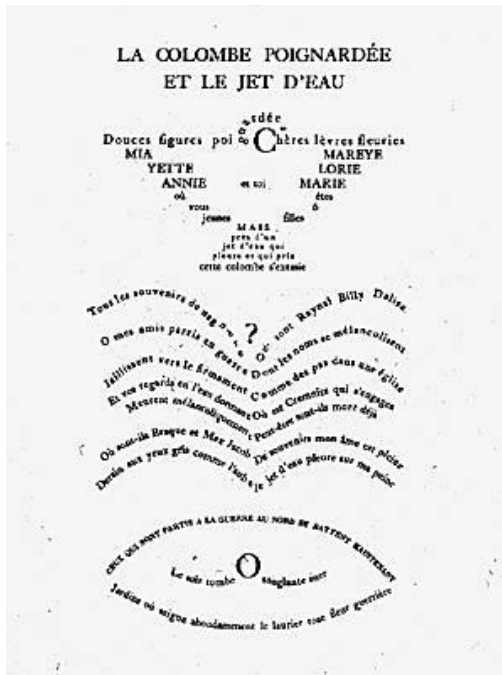 LA COLOMBE POIGNARDÉE
ET LE JET D'EAU
Douces figures poignardées Chères lèvres fleuries
MIA MAREYE
YETTE LORIE
ANNIE et toi MARIE
où êtes
vous ô
jeunes filles
MAIS
près d'un
jet d'eau qui
pleure et qui prie
cette colombe s'extasie
?
Tous les souvenirs de naguère
O mes amis partis en guerre
Jaillissent vers le firmament
Et vos regards en l'eau dormant
Meurent mélancoliquement
Où sont-ils Braque et Max Jacob
Derain aux yeux gris comme l'aube
Où sont Raynal Billy Dalize
Dont les noms se mélancolisent
Comme des pas dans une église
Où est Cremnitz qui s'engagea
Peut-être sont-ils morts déjà
De souvenirs mon âme est pleine
Le jet d'eau pleure sur ma peine
CEUX QUI SONT PARTIS A LA GUERRE AU NORD SE BATTENT MAINTENANT
Le soir tombe O sanglante mer
Jardins où saigne abondamment le laurier rose fleur guerrière